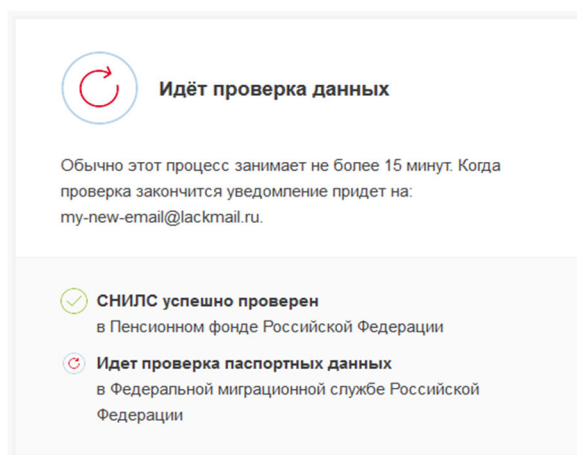 Идёт проверка данных
Обычно этот процесс занимает не более 15 минут. Когда
проверка закончится уведомление придет на:
my-new-email@lackmail.ru.
СНИЛС успешно проверен
в Пенсионном фонде Российской Федерации
Идет проверка паспортных данных
в Федеральной миграционной службе Российской
Федерации